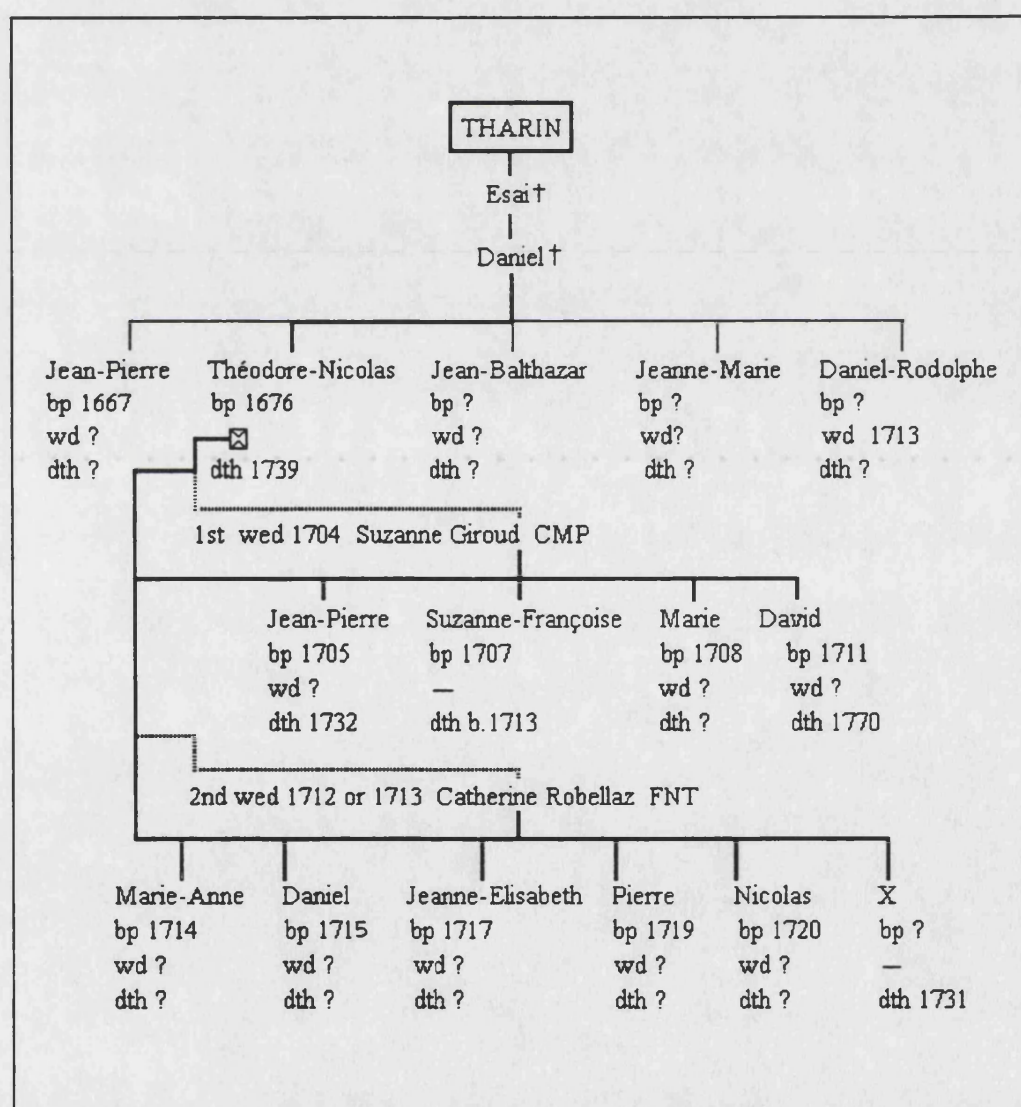 THARIN
Esai†
Daniel†
Jean-Pierre
bp 1667
wd ?
dth ?
Théodore-Nicolas
bp 1676
dth 1739
Jean-Balthazar
bp ?
wd ?
dth ?
Jeanne-Marie
bp ?
wd?
dth ?
Daniel-Rodolphe
bp ?
wd 1713
dth ?
1st wed 1704 Suzanne Giroud CMP
Jean-Pierre
bp 1705
wd ?
dth 1732
Suzanne-Françoise
bp 1707
—
dth b.1713
Marie
bp 1708
wd ?
dth ?
David
bp 1711
wd ?
dth 1770
2nd wed 1712 or 1713 Catherine Robellaz FNT
Marie-Anne
bp 1714
wd ?
dth ?
Daniel
bp 1715
wd ?
dth ?
Jeanne-Elisabeth
bp 1717
wd ?
dth ?
Pierre
bp 1719
wd ?
dth ?
Nicolas
bp 1720
wd ?
dth ?
X
bp ?
—
dth 1731